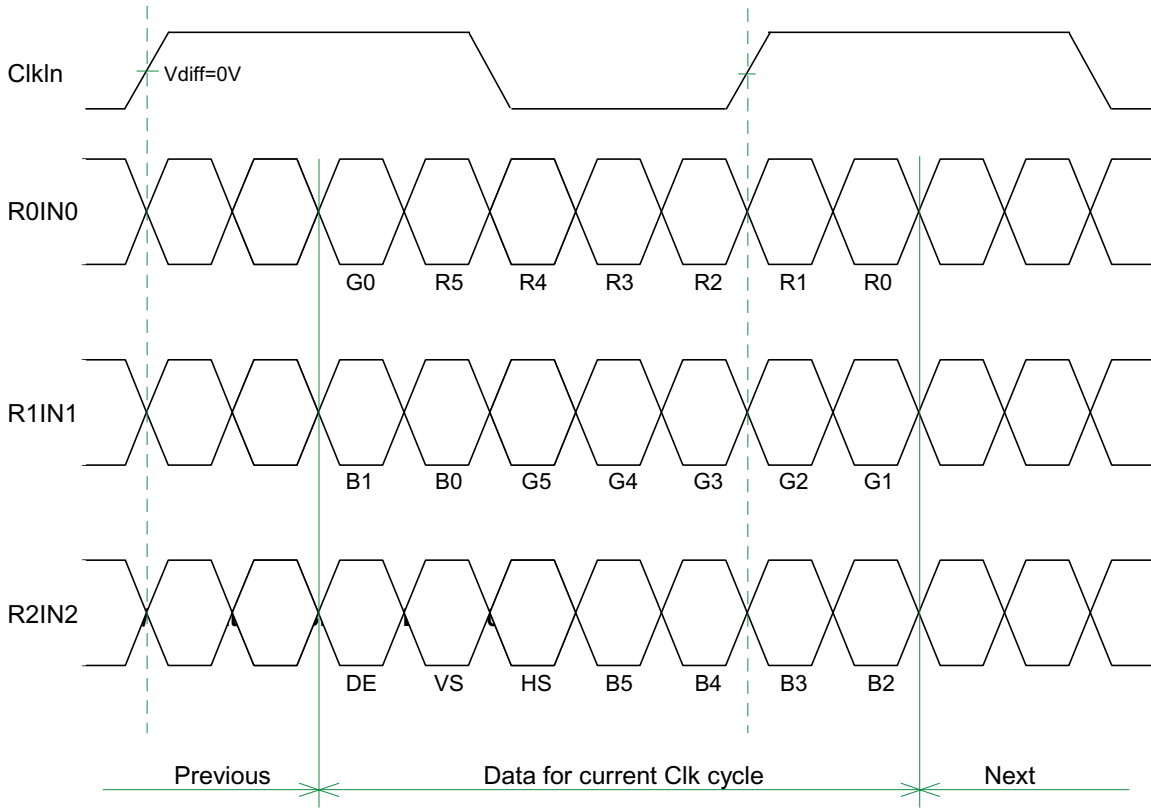 ClkIn
Vdiff=0V
R0IN0
G0 R5 R4 R3 R2 R1 R0
R1IN1
B1 B0 G5 G4 G3 G2 G1
R2IN2
DE VS HS B5 B4 B3 B2
Previous Data for current Clk cycle Next